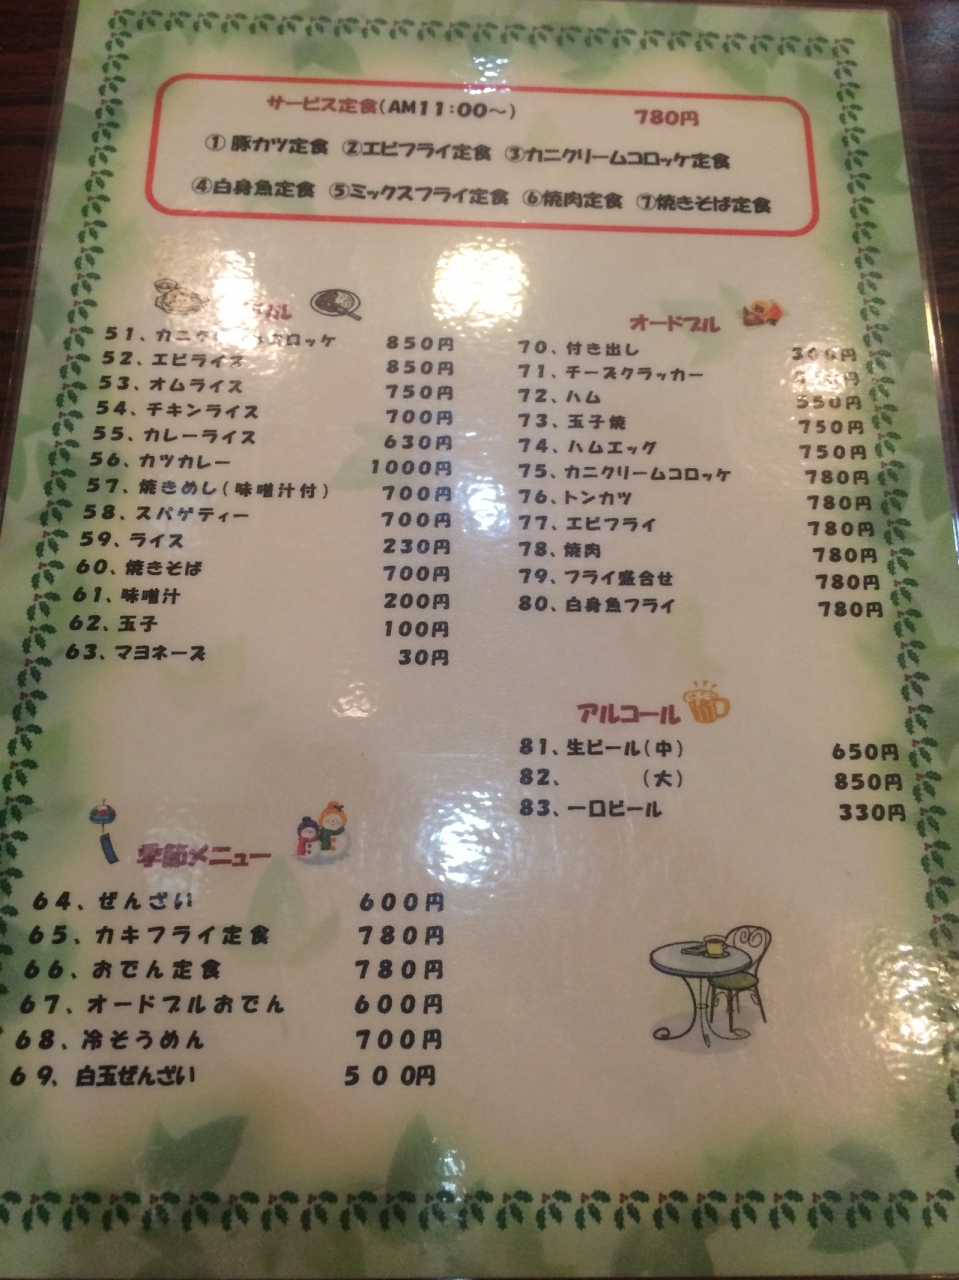 サービス定食(AM11:00～) 780円
① 豚カツ定食 ②エビフライ定食 ③カニクリームコロッケ定食
④白身魚定食 ⑤ミックスフライ定食 ⑥焼肉定食 ⑦焼きそば定食
51、カニク コロッケ 850円
52、エビライス 850円
53、オムライス 750円
54、チキンライス 700円
55、カレーライス 630円
56、カツカレー 1000円
57、焼きめし(味噌汁付) 700円
58、スパゲティー 700円
59、ライス 230円
60、焼きそば 700円
61、味噌汁 200円
62、玉子 100円
63、マヨネーズ 30円
オードブル
70、付き出し 300円
71、チーズクラッカー
72、ハム 550円
73、玉子焼 750円
74、ハムエッグ 750円
75、カニクリームコロッケ 780円
76、トンカツ 780円
77、エビフライ 780円
78、焼肉 780円
79、フライ盛合せ 780円
80、白身魚フライ 780円
アルコール
81、生ビール(中) 650円
82、 (大) 850円
83、一口ビール 330円
季節メニュー
64、ぜんざい 600円
65、カキフライ定食 780円
66、おでん定食 780円
67、オードブルおでん 600円
68、冷そうめん 700円
69、白玉ぜんざい 500円